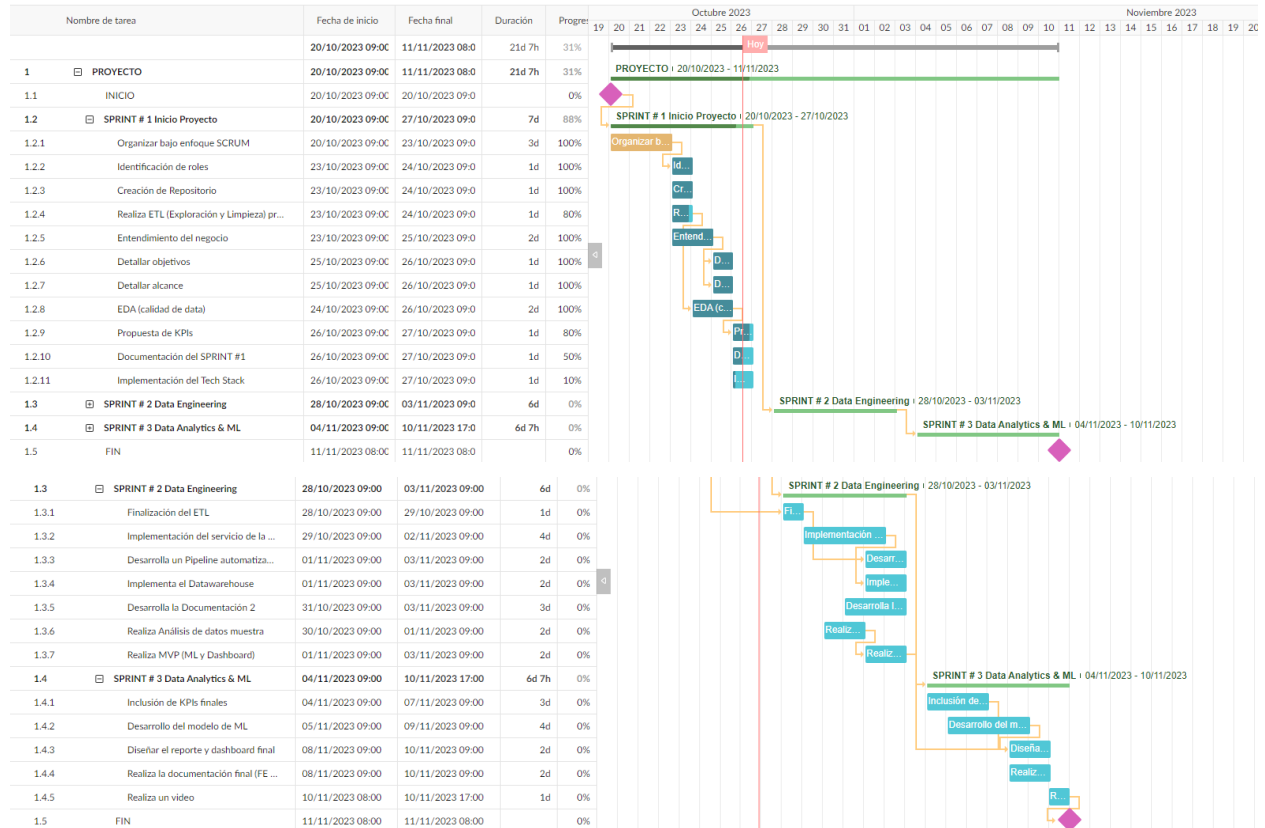 Nombre de tarea Fecha de inicio Fecha final Duración Progres Octubre 2023 Noviembre 2023
19 20 21 22 23 24 25 26 27 28 29 30 31 01 02 03 04 05 06 07 08 09 10 11 12 13 14 15 16 17 18 19 20
20/10/2023 09:00 11/11/2023 08:0 21d 7h 31% Hoy
1 PROYECTO 20/10/2023 09:00 11/11/2023 08:0 21d 7h 31% PROYECTO 20/10/2023 - 11/11/2023
1.1 INICIO 20/10/2023 09:00 20/10/2023 09:0 0%
1.2 SPRINT # 1 Inicio Proyecto 20/10/2023 09:00 27/10/2023 09:0 7d 88% SPRINT # 1 Inicio Proyecto 20/10/2023 - 27/10/2023
1.2.1 Organizar bajo enfoque SCRUM 20/10/2023 09:00 23/10/2023 09:0 3d 100% Organizar b...
1.2.2 Identificación de roles 23/10/2023 09:00 24/10/2023 09:0 1d 100% Id...
1.2.3 Creación de Repositorio 23/10/2023 09:00 24/10/2023 09:0 1d 100% Cr...
1.2.4 Realiza ETL (Exploración y Limpieza) pr... 23/10/2023 09:00 24/10/2023 09:0 1d 80% R...
1.2.5 Entendimiento del negocio 23/10/2023 09:00 25/10/2023 09:0 2d 100% Entend...
1.2.6 Detallar objetivos 25/10/2023 09:00 26/10/2023 09:0 1d 100% D...
1.2.7 Detallar alcance 25/10/2023 09:00 26/10/2023 09:0 1d 100% D...
1.2.8 EDA (calidad de data) 24/10/2023 09:00 26/10/2023 09:0 2d 100% EDA (c...
1.2.9 Propuesta de KPIs 26/10/2023 09:00 27/10/2023 09:0 1d 80% Pr...
1.2.10 Documentación del SPRINT #1 26/10/2023 09:00 27/10/2023 09:0 1d 50% D...
1.2.11 Implementación del Tech Stack 26/10/2023 09:00 27/10/2023 09:0 1d 10% I...
1.3 SPRINT # 2 Data Engineering 28/10/2023 09:00 03/11/2023 09:0 6d 0% SPRINT # 2 Data Engineering 28/10/2023 - 03/11/2023
1.4 SPRINT # 3 Data Analytics & ML 04/11/2023 09:00 10/11/2023 17:0 6d 7h 0% SPRINT # 3 Data Analytics & ML 04/11/2023 - 10/11/2023
1.5 FIN 11/11/2023 08:00 11/11/2023 08:0 0%
1.3 SPRINT # 2 Data Engineering 28/10/2023 09:00 03/11/2023 09:00 6d 0% SPRINT # 2 Data Engineering 28/10/2023 - 03/11/2023
1.3.1 Finalización del ETL 28/10/2023 09:00 29/10/2023 09:00 1d 0% Fi...
1.3.2 Implementación del servicio de la ... 29/10/2023 09:00 02/11/2023 09:00 4d 0% Implementación ...
1.3.3 Desarrolla un Pipeline automatiza... 01/11/2023 09:00 03/11/2023 09:00 2d 0% Desarr...
1.3.4 Implementa el Datawarehouse 01/11/2023 09:00 03/11/2023 09:00 2d 0% Imple...
1.3.5 Desarrolla la Documentación 2 31/10/2023 09:00 03/11/2023 09:00 3d 0% Desarrolla l...
1.3.6 Realiza Análisis de datos muestra 30/10/2023 09:00 01/11/2023 09:00 2d 0% Realiz...
1.3.7 Realiza MVP (ML y Dashboard) 01/11/2023 09:00 03/11/2023 09:00 2d 0% Realiz...
1.4 SPRINT # 3 Data Analytics & ML 04/11/2023 09:00 10/11/2023 17:00 6d 7h 0% SPRINT # 3 Data Analytics & ML 04/11/2023 - 10/11/2023
1.4.1 Inclusión de KPIs finales 04/11/2023 09:00 07/11/2023 09:00 3d 0% Inclusión de...
1.4.2 Desarrollo del modelo de ML 05/11/2023 09:00 09/11/2023 09:00 4d 0% Desarrollo del m...
1.4.3 Diseñar el reporte y dashboard final 08/11/2023 09:00 10/11/2023 09:00 2d 0% Diseña...
1.4.4 Realiza la documentación final (FE ... 08/11/2023 09:00 10/11/2023 09:00 2d 0% Realiz...
1.4.5 Realiza un video 10/11/2023 08:00 10/11/2023 17:00 1d 0% R...
1.5 FIN 11/11/2023 08:00 11/11/2023 08:00 0%